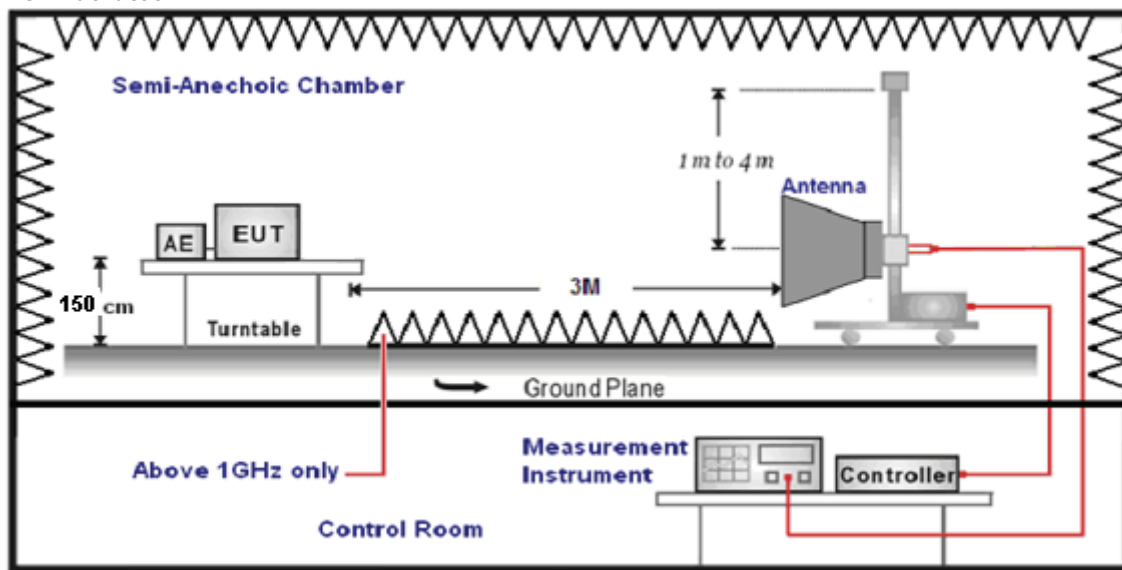 Semi-Anechoic Chamber
1 m to 4 m
Antenna
AE
EUT
150 cm
3M
Turntable
Ground Plane
Above 1GHz only
Measurement
Instrument
Controller
Control Room